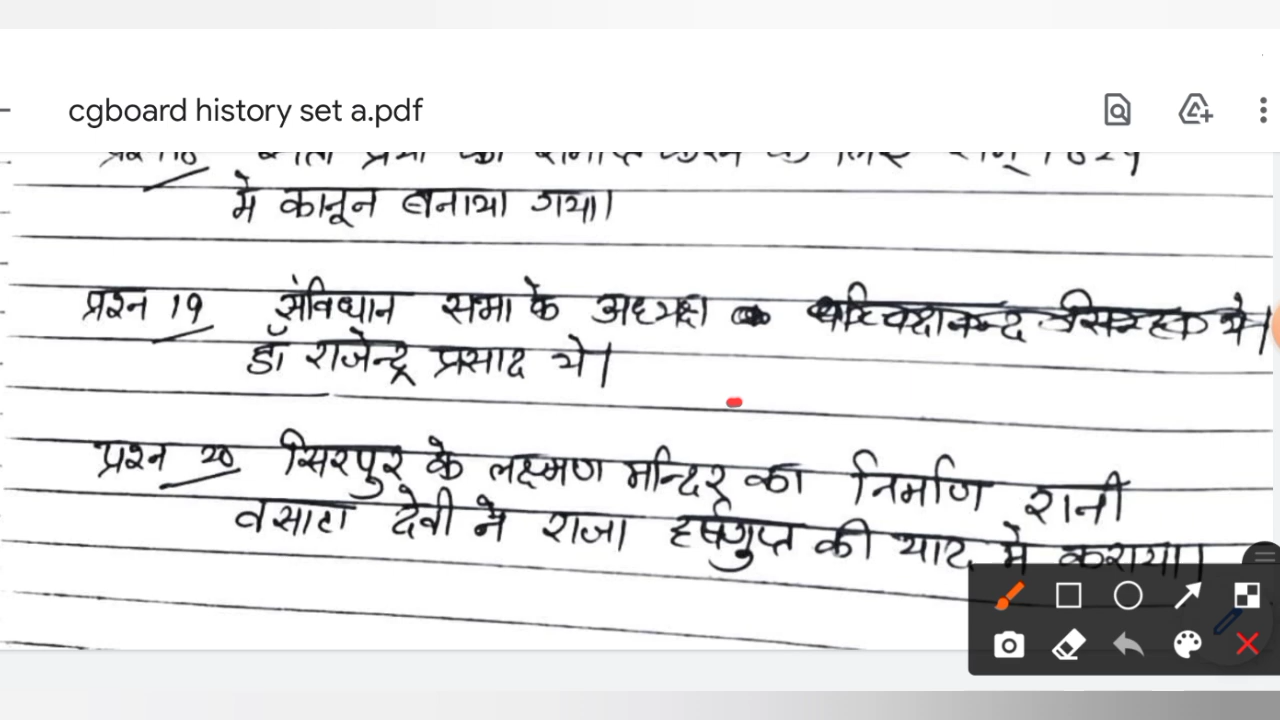 cgboard history set a.pdf
मे कानून बनाया गया।
प्रश्न 19 संविधान सभा के अध्यक्ष थे।
डॉ राजेन्द्र प्रसाद थे।
प्रश्न 20 सिरपुर के लक्ष्मण मन्दिर का निर्माण रानी
वसाटा देवी ने राजा हर्षगुप्त की याद मे कराया।